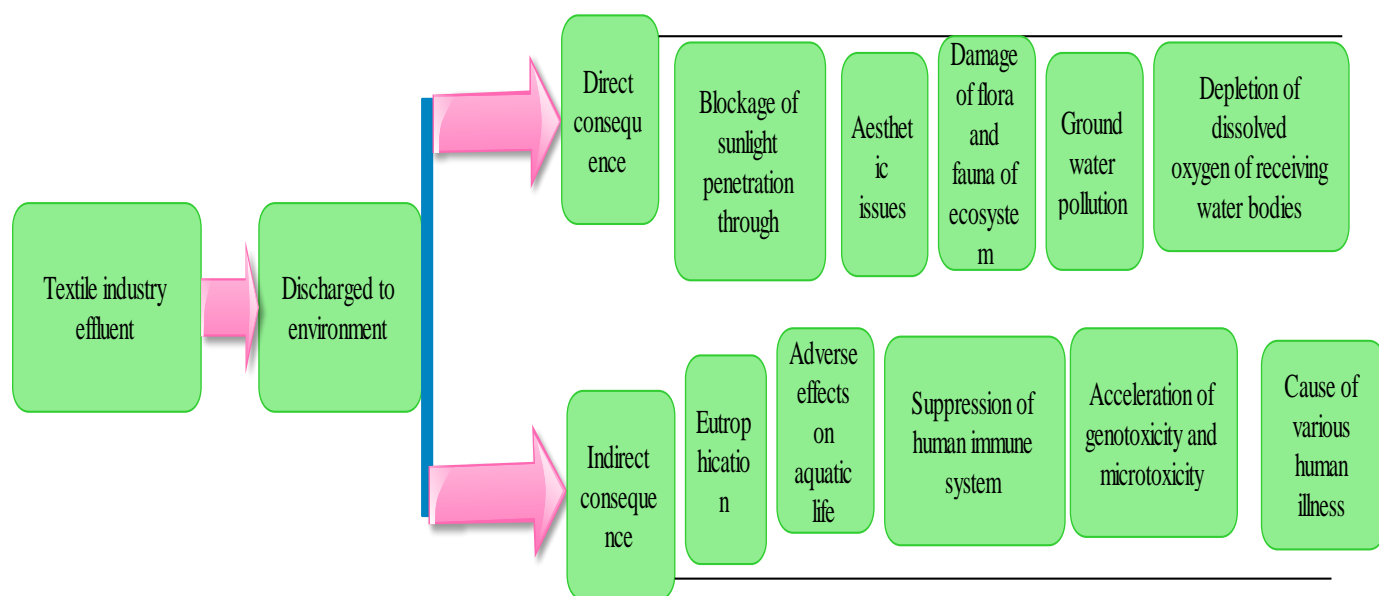 Textile industry
effluent
Discharged to
environment
Direct
consequ
ence
Blockage of
sunlight
penetration
through
Aesthet
ic
issues
Damage
of flora
and
fauna of
ecosyste
m
Ground
water
pollution
Depletion of
dissolved
oxygen of receiving
water bodies
Indirect
conseque
nce
Eutrop
hicatio
n
Adverse
effects
on
aquatic
life
Suppression of
human immune
system
Acceleration of
genotoxicity and
microtoxicity
Cause of
various
human
illness